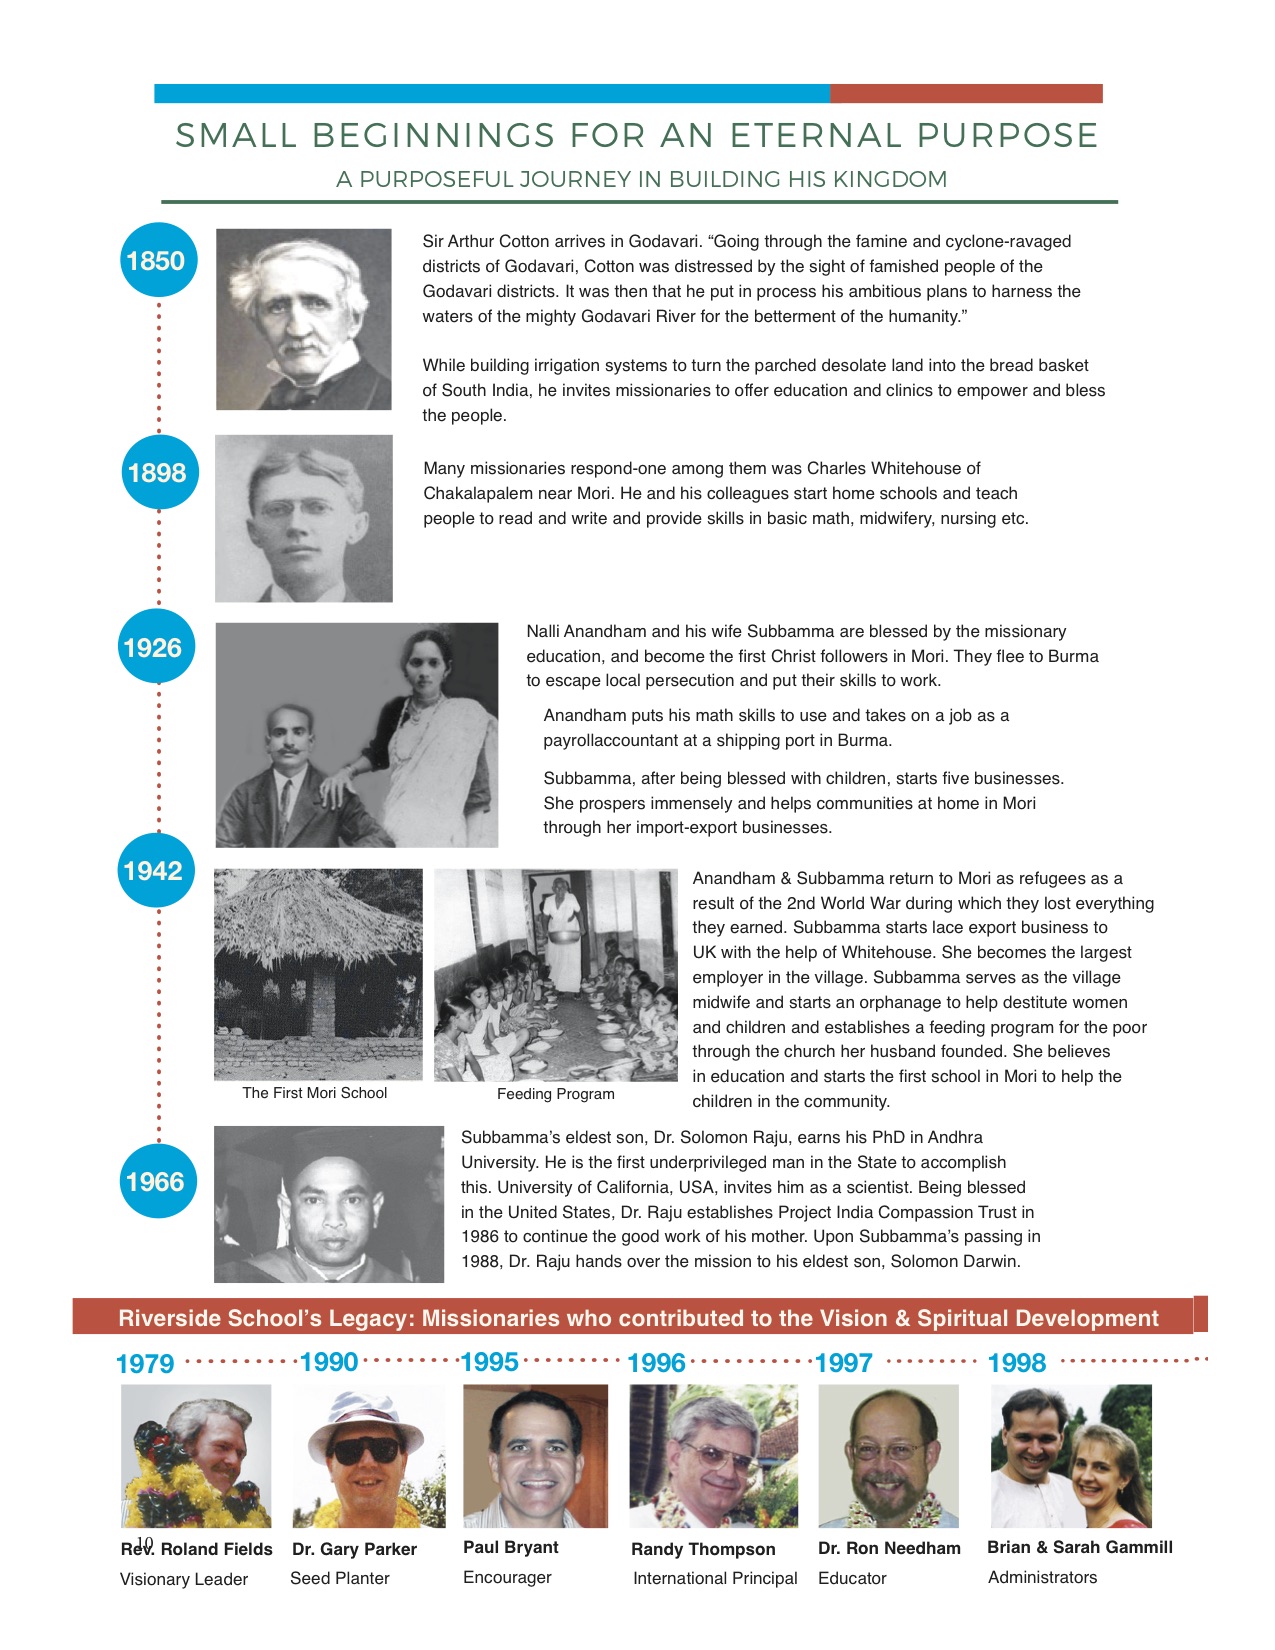 SMALL BEGINNINGS FOR AN ETERNAL PURPOSE
A PURPOSEFUL JOURNEY IN BUILDING HIS KINGDOM
1850
Sir Arthur Cotton arrives in Godavari. “Going through the famine and cyclone-ravaged
districts of Godavari, Cotton was distressed by the sight of famished people of the
Godavari districts. It was then that he put in process his ambitious plans to harness the
waters of the mighty Godavari River for the betterment of the humanity.”
While building irrigation systems to turn the parched desolate land into the bread basket
of South India, he invites missionaries to offer education and clinics to empower and bless
the people.
1898
Many missionaries respond-one among them was Charles Whitehouse of
Chakalapalem near Mori. He and his colleagues start home schools and teach
people to read and write and provide skills in basic math, midwifery, nursing etc.
1926
Nalli Anandham and his wife Subbamma are blessed by the missionary
education, and become the first Christ followers in Mori. They flee to Burma
to escape local persecution and put their skills to work.
Anandham puts his math skills to use and takes on a job as a
payrollaccountant at a shipping port in Burma.
Subbamma, after being blessed with children, starts five businesses.
She prospers immensely and helps communities at home in Mori
through her import-export businesses.
1942
Anandham & Subbamma return to Mori as refugees as a
result of the 2nd World War during which they lost everything
they earned. Subbamma starts lace export business to
UK with the help of Whitehouse. She becomes the largest
employer in the village. Subbamma serves as the village
midwife and starts an orphanage to help destitute women
and children and establishes a feeding program for the poor
through the church her husband founded. She believes
in education and starts the first school in Mori to help the
children in the community.
The First Mori School
Feeding Program
1966
Subbamma’s eldest son, Dr. Solomon Raju, earns his PhD in Andhra
University. He is the first underprivileged man in the State to accomplish
this. University of California, USA, invites him as a scientist. Being blessed
in the United States, Dr. Raju establishes Project India Compassion Trust in
1986 to continue the good work of his mother. Upon Subbamma’s passing in
1988, Dr. Raju hands over the mission to his eldest son, Solomon Darwin.
Riverside School’s Legacy: Missionaries who contributed to the Vision & Spiritual Development
1979 1990 1995 1996 1997 1998
10
Rev. Roland Fields Dr. Gary Parker Paul Bryant Randy Thompson Dr. Ron Needham Brian & Sarah Gammill
Visionary Leader Seed Planter Encourager International Principal Educator Administrators